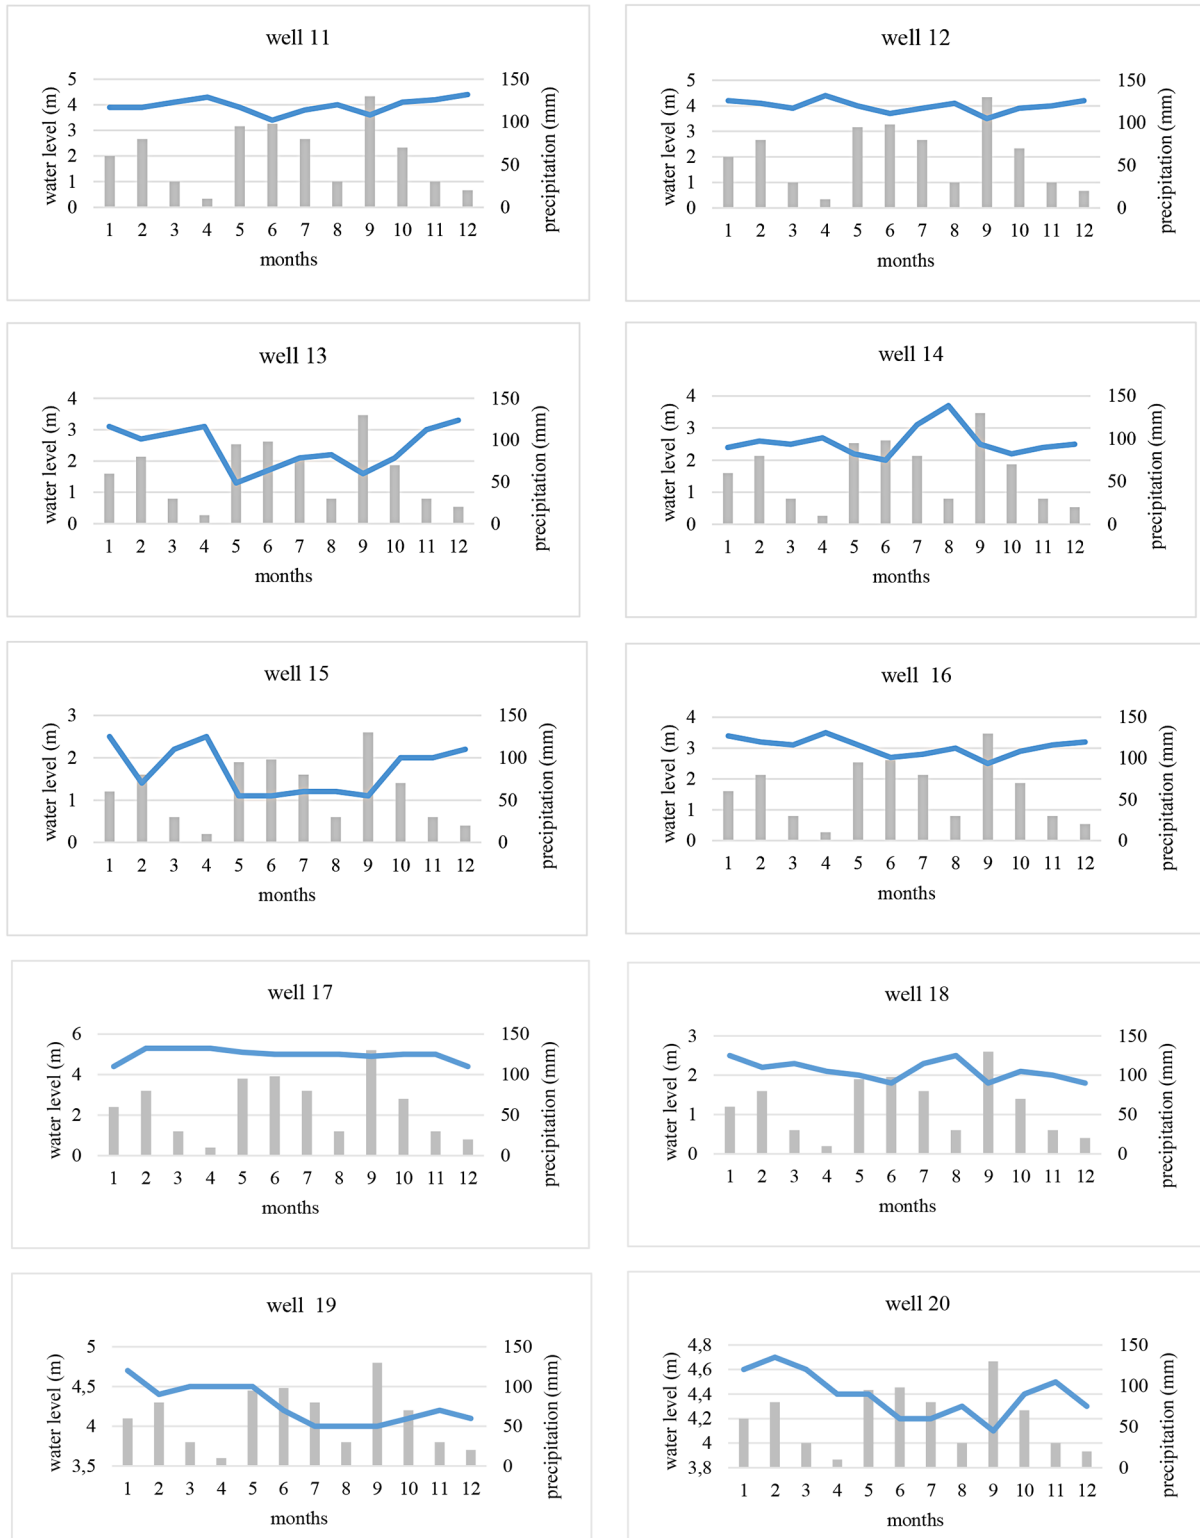 well 11
5
4
3
2
1
0
water level (m)
150
100
50
0
precipitation (mm)
1 2 3 4 5 6 7 8 9 10 11 12
months
well 12
5
4
3
2
1
0
water level (m)
150
100
50
0
precipitation (mm)
1 2 3 4 5 6 7 8 9 10 11 12
months
well 13
4
3
2
1
0
water level (m)
150
100
50
0
precipitation (mm)
1 2 3 4 5 6 7 8 9 10 11 12
months
well 14
4
3
2
1
0
water level (m)
150
100
50
0
precipitation (mm)
1 2 3 4 5 6 7 8 9 10 11 12
months
well 15
3
2
1
0
water level (m)
150
100
50
0
precipitation (mm)
1 2 3 4 5 6 7 8 9 10 11 12
months
well 16
4
3
2
1
0
water level (m)
150
100
50
0
precipitation (mm)
1 2 3 4 5 6 7 8 9 10 11 12
months
well 17
6
4
2
0
water level (m)
150
100
50
0
precipitation (mm)
1 2 3 4 5 6 7 8 9 10 11 12
months
well 18
3
2
1
0
water level (m)
150
100
50
0
precipitation (mm)
1 2 3 4 5 6 7 8 9 10 11 12
months
well 19
5
4,5
4
3,5
water level (m)
150
100
50
0
precipitation (mm)
1 2 3 4 5 6 7 8 9 10 11 12
months
well 20
4,8
4,6
4,4
4,2
4
3,8
water level (m)
150
100
50
0
precipitation (mm)
1 2 3 4 5 6 7 8 9 10 11 12
months